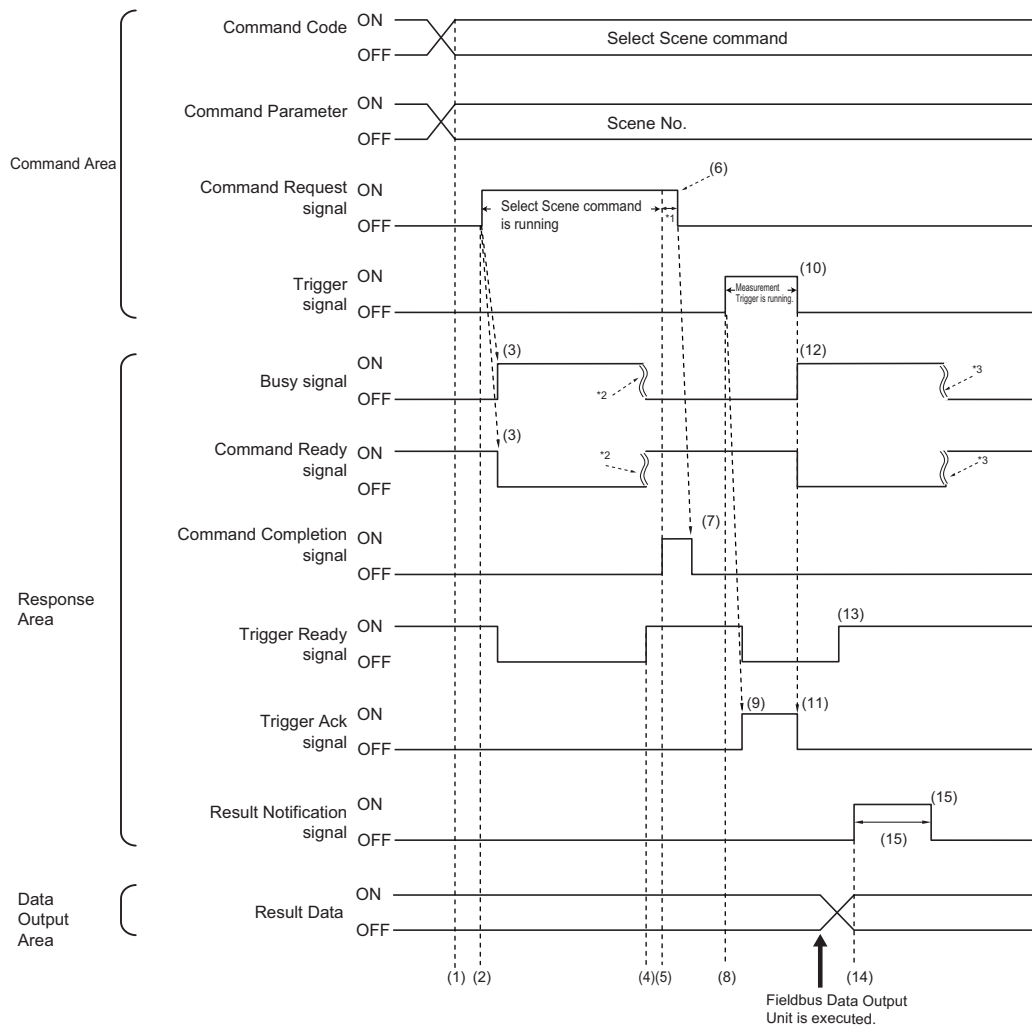 Command Area
Command Code
ON
OFF
Select Scene command
Command Parameter
ON
OFF
Scene No.
Command Request
signal
ON
OFF
Select Scene command
is running
*1
(6)
Trigger
signal
ON
OFF
Measurement
Trigger is running.
(10)
Response
Area
Busy signal
ON
OFF
(3)
*2
(12)
*3
Command Ready
signal
ON
OFF
(3)
*2
*3
Command Completion
signal
ON
OFF
(7)
Trigger Ready
signal
ON
OFF
(13)
Trigger Ack
signal
ON
OFF
(9)
(11)
Result Notification
signal
ON
OFF
(15)
(15)
Data
Output
Area
Result Data
ON
OFF
(1) (2) (4)(5) (8) (14)
Fieldbus Data Output
Unit is executed.